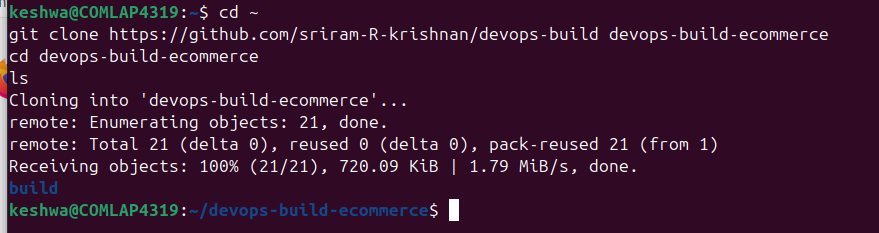 keshwa@COMLAP4319:~$ cd ~
git clone https://github.com/sriram-R-krishnan/devops-build devops-build-ecommerce
cd devops-build-ecommerce
ls
Cloning into 'devops-build-ecommerce'...
remote: Enumerating objects: 21, done.
remote: Total 21 (delta 0), reused 0 (delta 0), pack-reused 21 (from 1)
Receiving objects: 100% (21/21), 720.09 KiB | 1.79 MiB/s, done.
build
keshwa@COMLAP4319:~/devops-build-ecommerce$